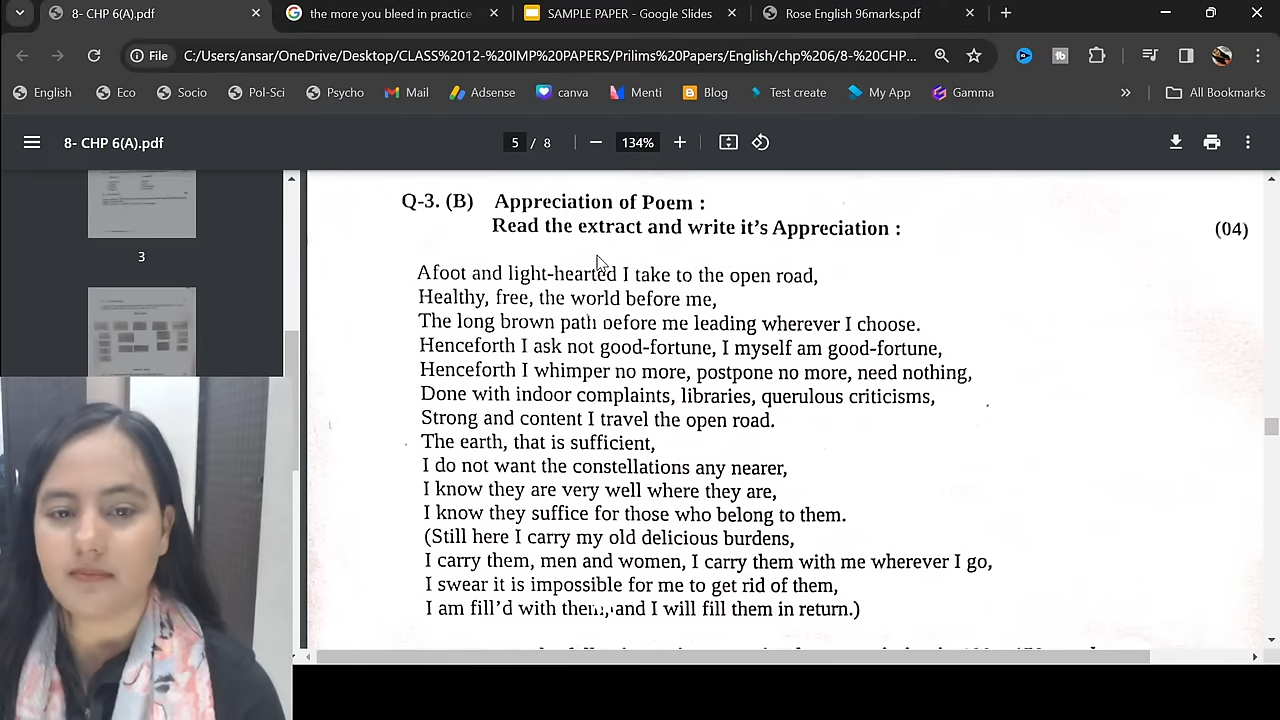 8- CHP 6(A).pdf
the more you bleed in practice
SAMPLE PAPER - Google Slides
Rose English 96marks.pdf
File
C:/Users/ansar/OneDrive/Desktop/CLASS%2012-%20IMP%20PAPERS/Prilims%20Papers/English/chp%206/8-%20CHP...
English
Eco
Socio
Pol-Sci
Psycho
Mail
Adsense
canva
Menti
Blog
Test create
My App
Gamma
All Bookmarks
8- CHP 6(A).pdf
5 / 8
134%
3
Q-3. (B) Appreciation of Poem :
Read the extract and write it's Appreciation :
(04)
Afoot and light-hearted I take to the open road,
Healthy, free, the world before me,
The long brown path before me leading wherever I choose.
Henceforth I ask not good-fortune, I myself am good-fortune,
Henceforth I whimper no more, postpone no more, need nothing,
Done with indoor complaints, libraries, querulous criticisms,
Strong and content I travel the open road.
The earth, that is sufficient,
I do not want the constellations any nearer,
I know they are very well where they are,
I know they suffice for those who belong to them.
(Still here I carry my old delicious burdens,
I carry them, men and women, I carry them with me wherever I go,
I swear it is impossible for me to get rid of them,
I am fill'd with them, and I will fill them in return.)